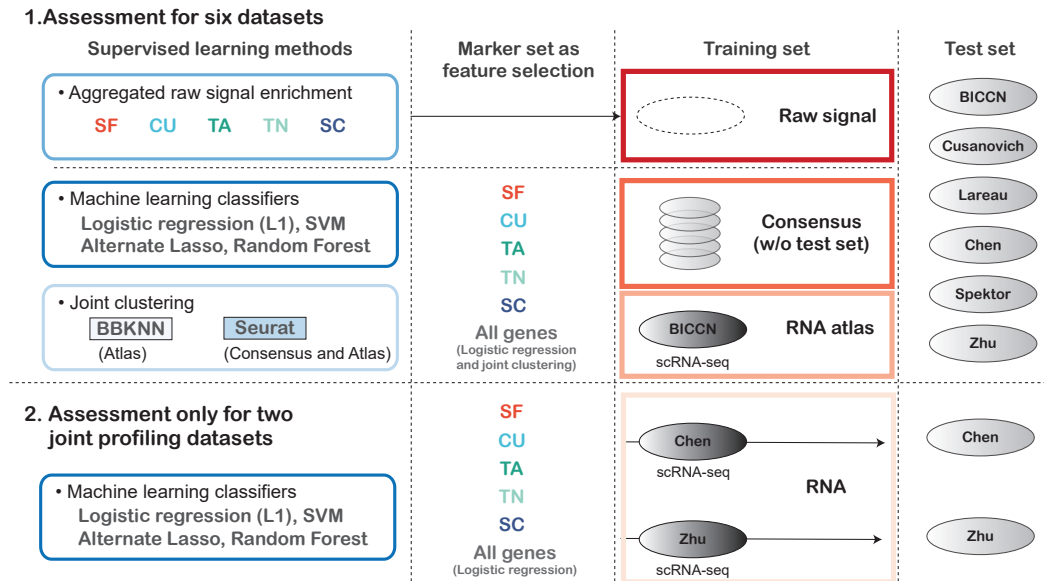 1.Assessment for six datasets
Supervised learning methods
Marker set as
feature selection
Training set
Test set
• Aggregated raw signal enrichment
SF CU TA TN SC
Raw signal
• Machine learning classifiers
Logistic regression (L1), SVM
Alternate Lasso, Random Forest
• Joint clustering
BBKNN
(Atlas)
Seurat
(Consensus and Atlas)
SF
CU
TA
TN
SC
All genes
(Logistic regression
and joint clustering)
Consensus
(w/o test set)
BICCN
scRNA-seq
RNA atlas
BICCN
Cusanovich
Lareau
Chen
Spektor
Zhu
2. Assessment only for two
joint profiling datasets
• Machine learning classifiers
Logistic regression (L1), SVM
Alternate Lasso, Random Forest
SF
CU
TA
TN
SC
All genes
(Logistic regression)
Chen
scRNA-seq
RNA
Zhu
scRNA-seq
Chen
Zhu